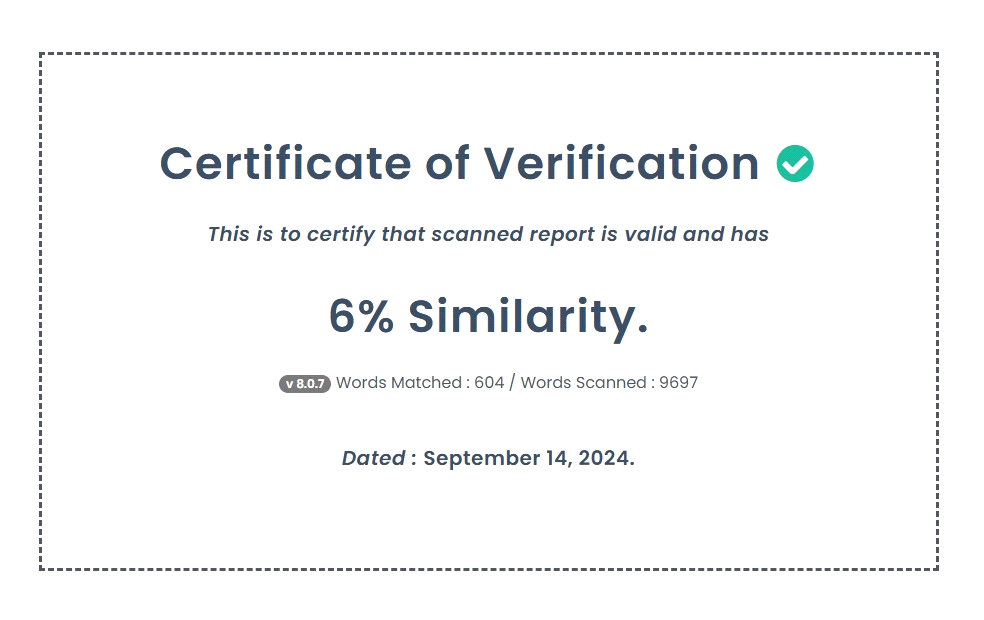 Certificate of Verification
This is to certify that scanned report is valid and has
6% Similarity.
v 8.0.7 Words Matched : 604 / Words Scanned : 9697
Dated : September 14, 2024.